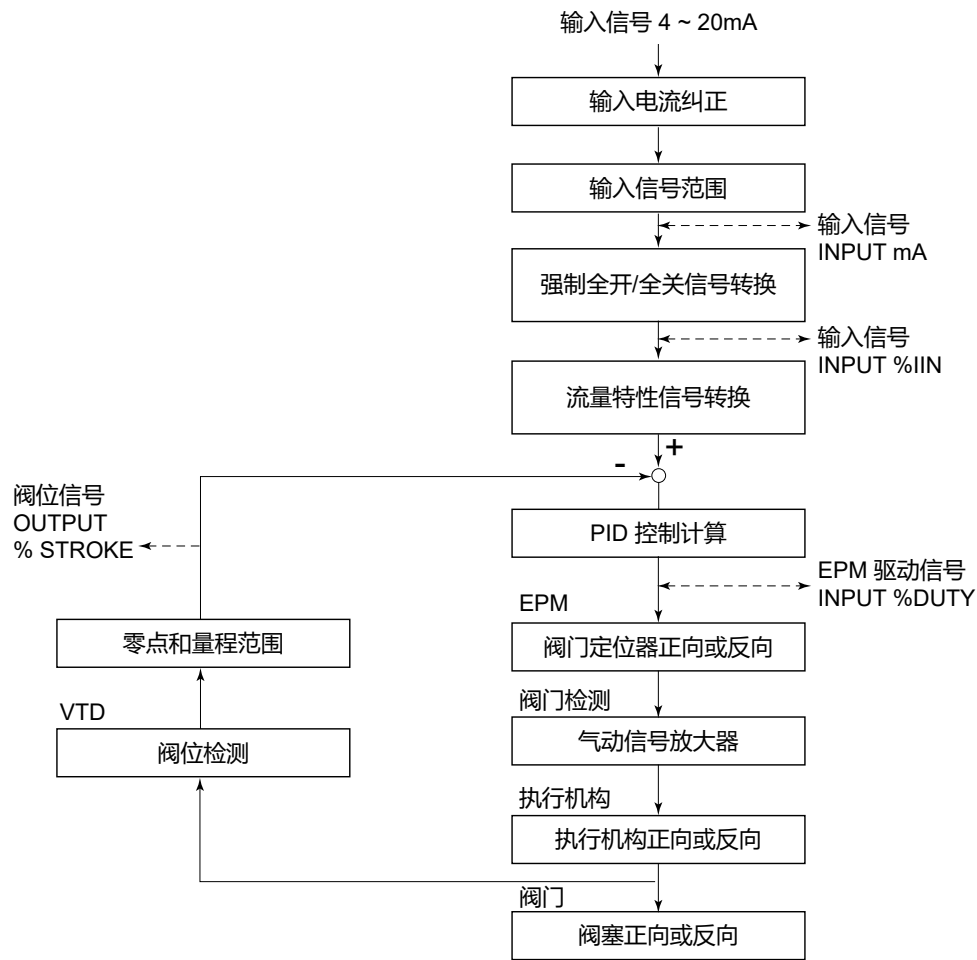 输入信号 4 ~ 20mA
输入电流纠正
输入信号范围
输入信号
INPUT mA
强制全开/全关信号转换
输入信号
INPUT %IIN
流量特性信号转换
+
-
阀位信号
OUTPUT
% STROKE
PID 控制计算
EPM 驱动信号
INPUT %DUTY
EPM
阀门定位器正向或反向
零点和量程范围
阀门检测
气动信号放大器
VTD
阀位检测
执行机构
执行机构正向或反向
阀门
阀塞正向或反向